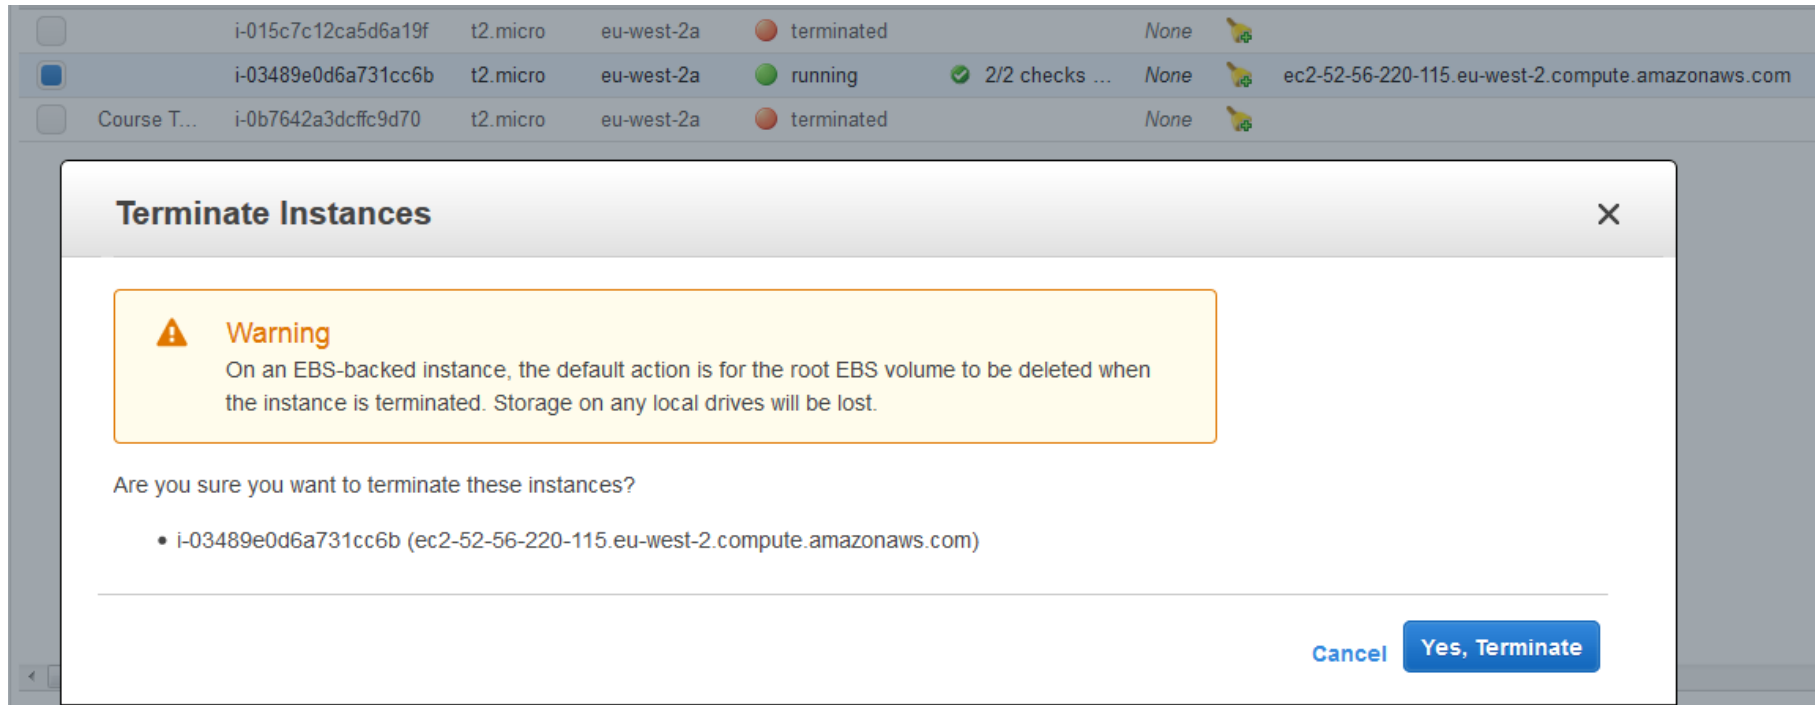 i-015c7c12ca5d6a19f t2.micro eu-west-2a terminated None
i-03489e0d6a731cc6b t2.micro eu-west-2a running 2/2 checks ... None ec2-52-56-220-115.eu-west-2.compute.amazonaws.com
Course T... i-0b7642a3dcffc9d70 t2.micro eu-west-2a terminated None
Terminate Instances
Warning
On an EBS-backed instance, the default action is for the root EBS volume to be deleted when
the instance is terminated. Storage on any local drives will be lost.
Are you sure you want to terminate these instances?
• i-03489e0d6a731cc6b (ec2-52-56-220-115.eu-west-2.compute.amazonaws.com)
Cancel Yes, Terminate